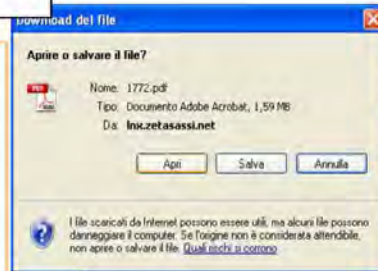 Download del file
Aprire o salvare il file?
Nome: 1772.pdf
Tipo: Documento Adobe Acrobat, 1,59 MB
Da: lnx.zetasassi.net
Apri
Salva
Annulla
I file scaricati da Internet possono essere utili, ma alcuni file possono
danneggiare il computer. Se l'origine non è considerata attendibile,
non aprire o salvare il file. Quali rischi si corrono